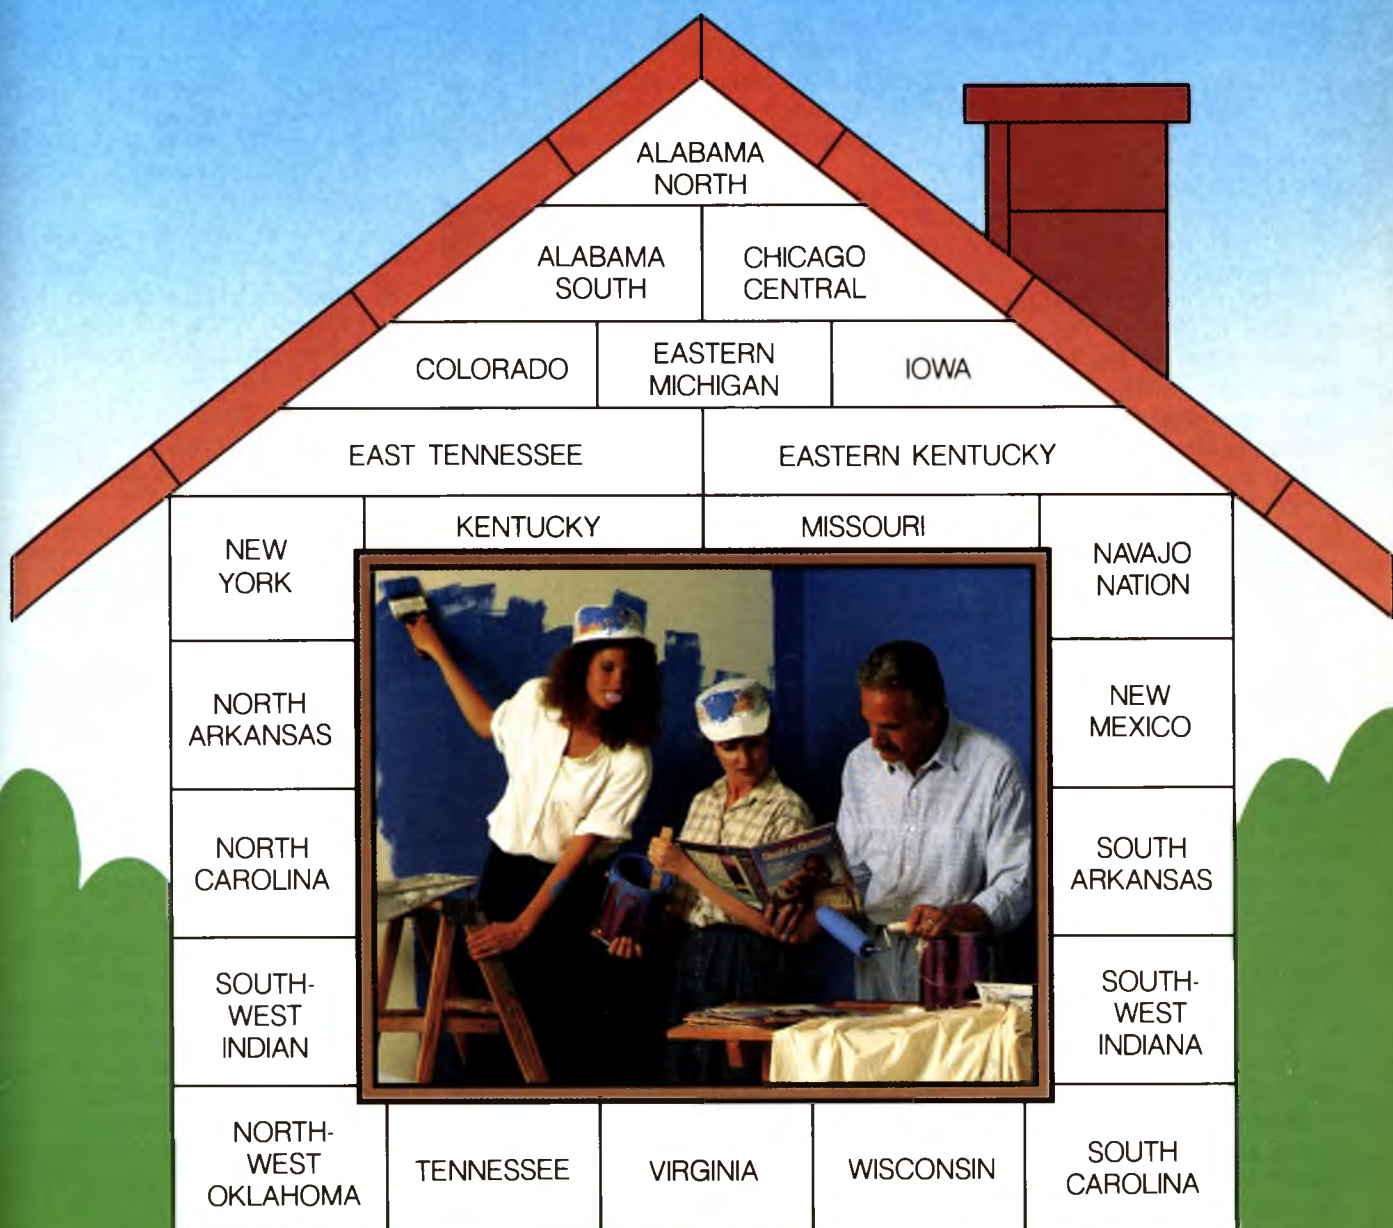 ALABAMA
NORTH
ALABAMA
SOUTH
CHICAGO
CENTRAL
COLORADO
EASTERN
MICHIGAN
IOWA
EAST TENNESSEE
EASTERN KENTUCKY
NEW
YORK
KENTUCKY
MISSOURI
NAVAJO
NATION
NORTH
ARKANSAS
NEW
MEXICO
NORTH
CAROLINA
SOUTH
ARKANSAS
SOUTH-
WEST
INDIAN
SOUTH-
WEST
INDIANA
NORTH-
WEST
OKLAHOMA
TENNESSEE
VIRGINIA
WISCONSIN
SOUTH
CAROLINA